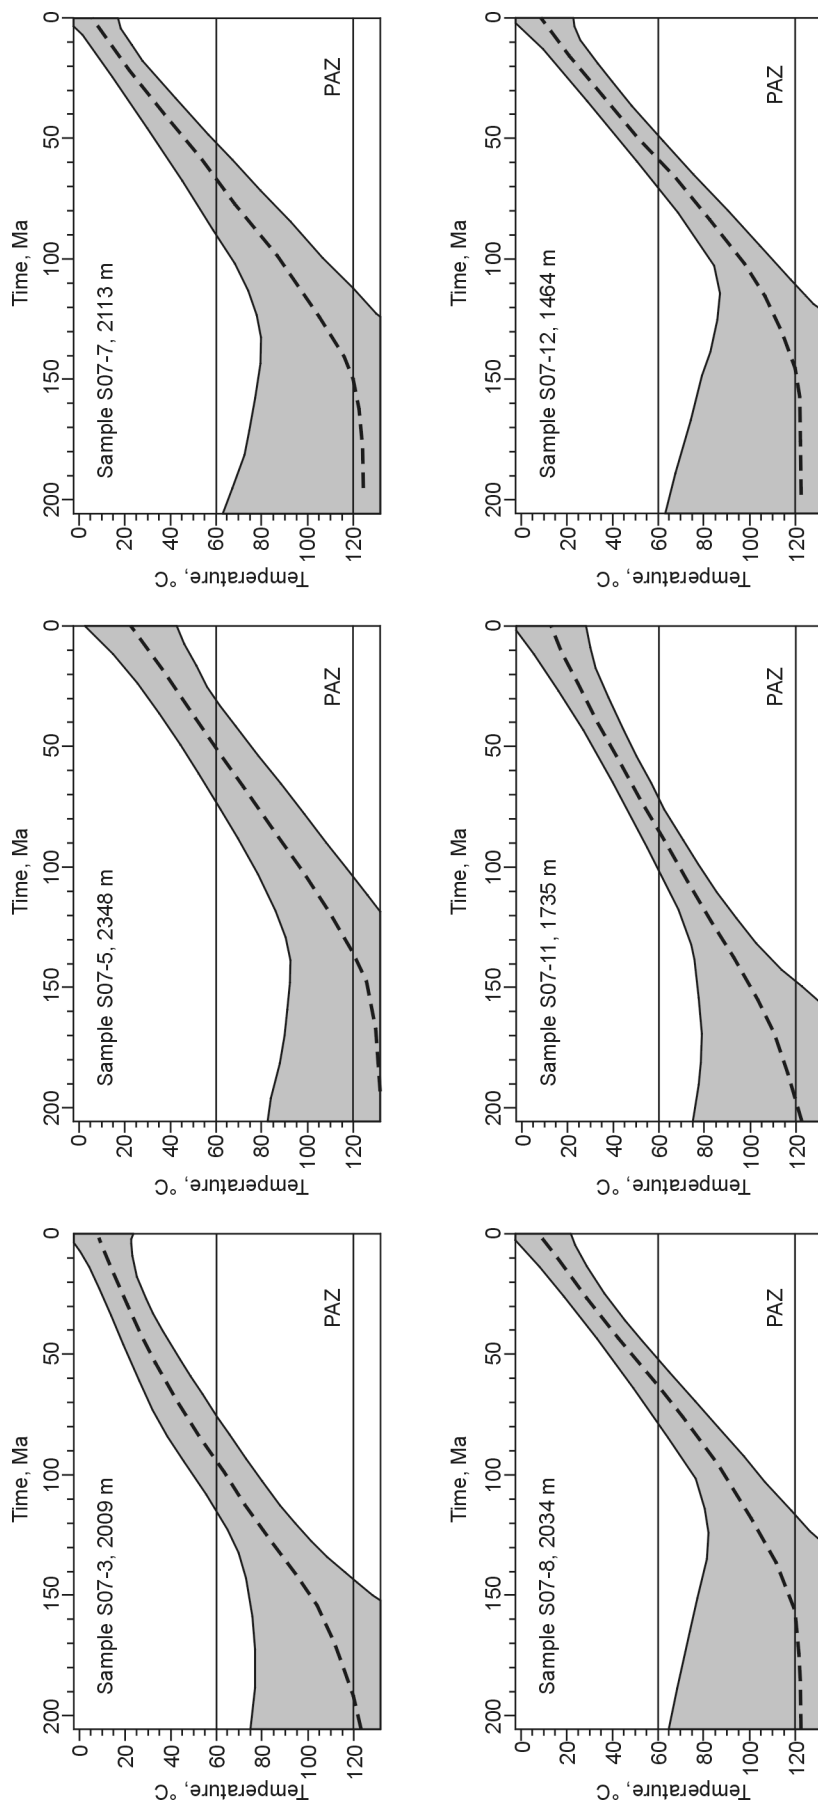 Time, Ma
200 150 100 50 0
Temperature, °C
0
20
40
60
80
100
120
Sample S07-3, 2009 m
PAZ
Time, Ma
200 150 100 50 0
Temperature, °C
0
20
40
60
80
100
120
Sample S07-5, 2348 m
PAZ
Time, Ma
200 150 100 50 0
Temperature, °C
0
20
40
60
80
100
120
Sample S07-7, 2113 m
PAZ
Time, Ma
200 150 100 50 0
Temperature, °C
0
20
40
60
80
100
120
Sample S07-8, 2034 m
PAZ
Time, Ma
200 150 100 50 0
Temperature, °C
0
20
40
60
80
100
120
Sample S07-11, 1735 m
PAZ
Time, Ma
200 150 100 50 0
Temperature, °C
0
20
40
60
80
100
120
Sample S07-12, 1464 m
PAZ